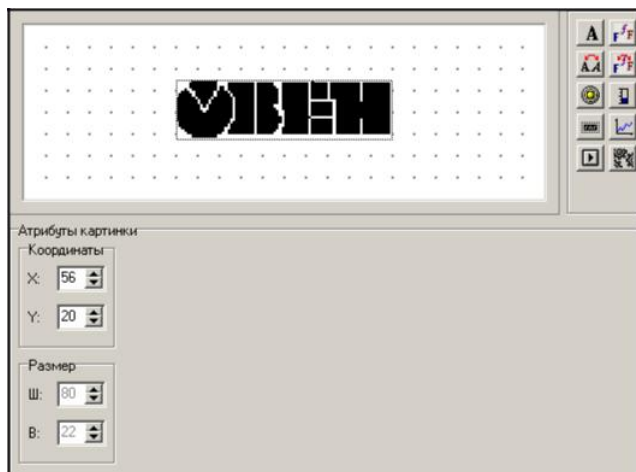 ОВЕН
A
F F F
A A
F F
Атрибуты картинки
Координаты
X: 56
Y: 20
Размер
Ш: 80
В: 22